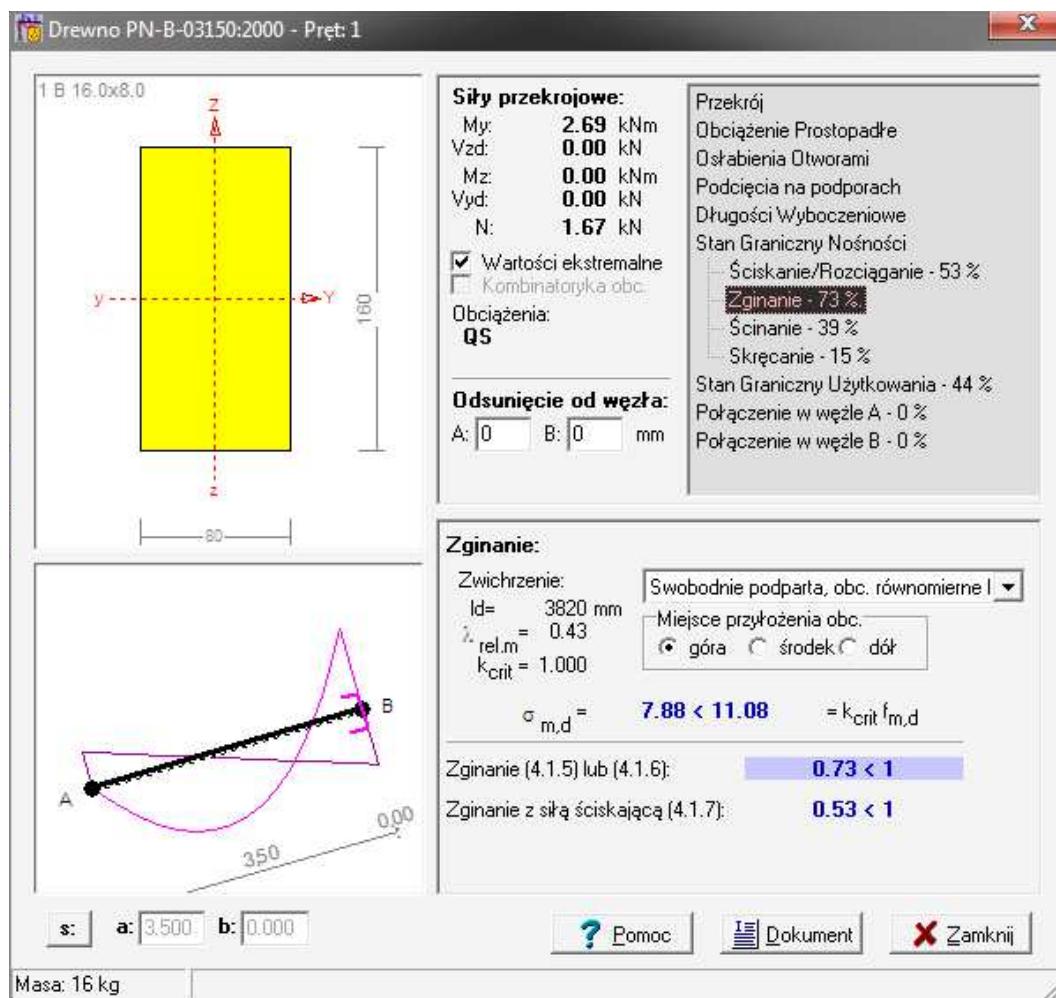 Drewno PN-B-03150:2000 - Pręt: 1
1 B 16.0x8.0
Z
y
Y
z
160
80
Siły przekrojowe:
My: 2.69 kNm
Vzd: 0.00 kN
Mz: 0.00 kNm
Vyd: 0.00 kN
N: 1.67 kN
Wartości ekstremalne
Kombinatoryka obc.
Obciążenia:
QS
Odsunięcie od węzła:
A: 0 B: 0 mm
Przekrój
Obciążenie Prostopadłe
Osłabienia Otworami
Podcięcia na podporach
Długości Wyboczeniowe
Stan Graniczny Nośności
Ściskanie/Rozciąganie - 53 %
Zginanie - 73 %
Ścinanie - 39 %
Skręcanie - 15 %
Stan Graniczny Użytkowania - 44 %
Połączenie w węźle A - 0 %
Połączenie w węźle B - 0 %
A
B
3,50
0,00
Zginanie:
Zwichrzenie:
ld= 3820 mm
λ rel.m = 0.43
k crit = 1.000
Swobodnie podparta, obc. równomierne l
Miejsce przyłożenia obc.
góra środek dół
σ m,d = 7.88 < 11.08 = k crit f m,d
Zginanie (4.1.5) lub (4.1.6): 0.73 < 1
Zginanie z siłą ściskającą (4.1.7): 0.53 < 1
s: a: 3.500 b: 0.000
? Pomoc Dokument Zamknij
Masa: 16 kg